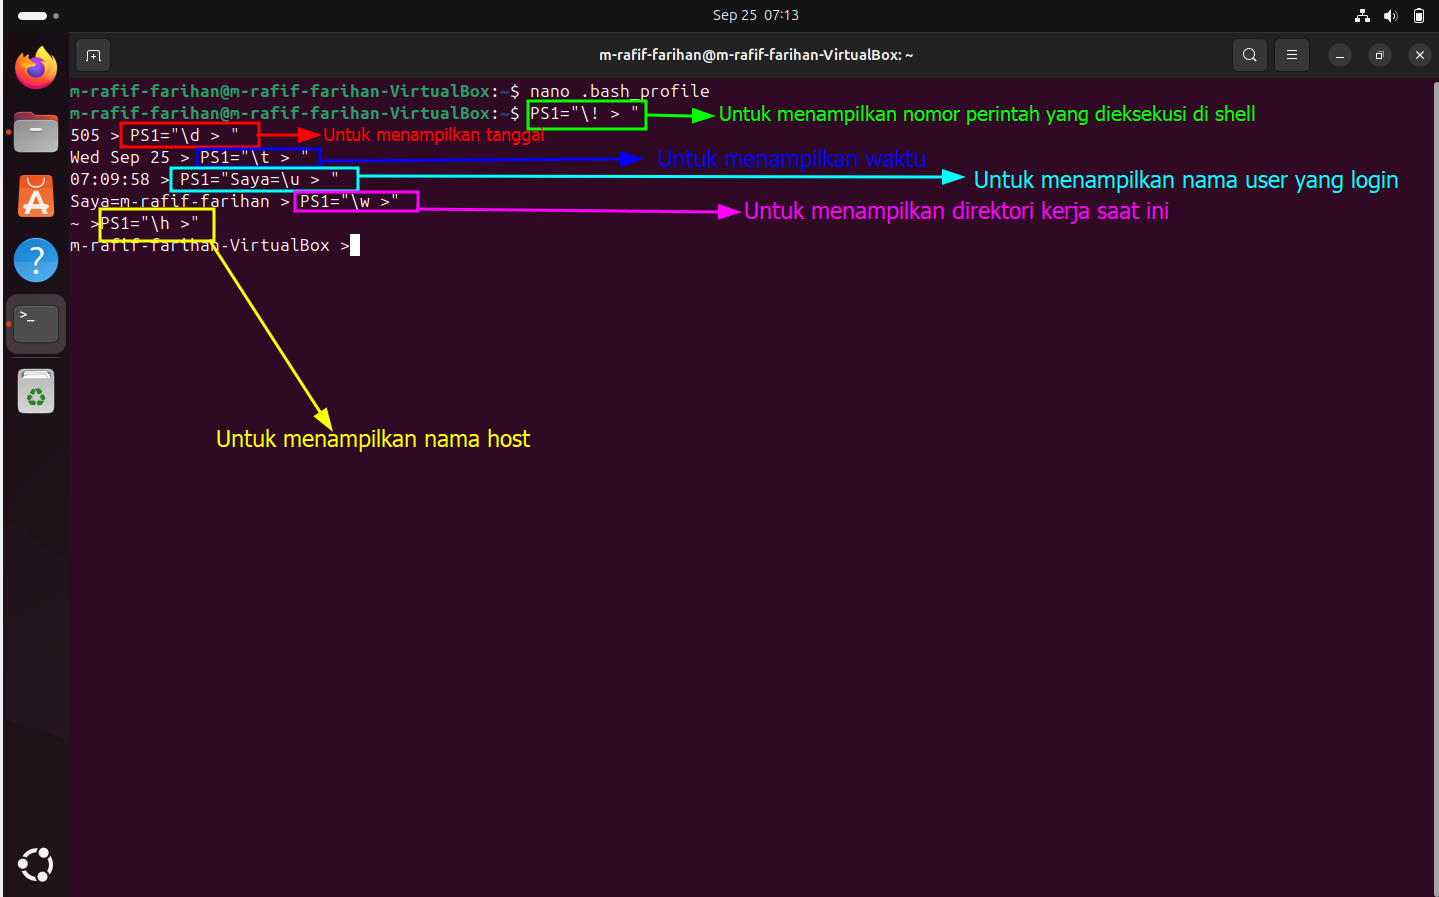 Sep 25 07:13
m-rafif-farihan@m-rafif-farihan-VirtualBox: ~
m-rafif-farihan@m-rafif-farihan-VirtualBox:~$ nano .bash_profile
m-rafif-farihan@m-rafif-farihan-VirtualBox:~$ PS1="\! > " Untuk menampilkan nomor perintah yang dieksekusi di shell
505 > PS1="\d > " Untuk menampilkan tanggal
Wed Sep 25 > PS1="\t > " Untuk menampilkan waktu
07:09:58 > PS1="Saya=\u > " Untuk menampilkan nama user yang login
Saya=m-rafif-farihan > PS1="\w >" Untuk menampilkan direktori kerja saat ini
~ >PS1="\h >"
m-rafif-farihan-VirtualBox >
Untuk menampilkan nama host